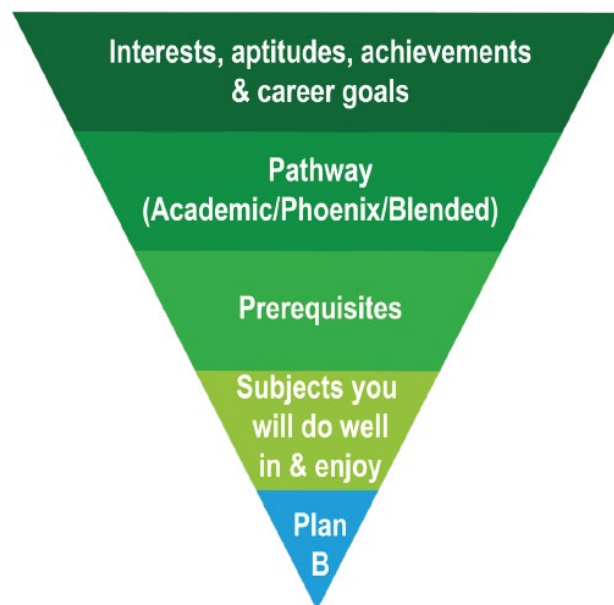 Interests, aptitudes, achievements
& career goals
Pathway
(Academic/Phoenix/Blended)
Prerequisites
Subjects you
will do well
in & enjoy
Plan
B